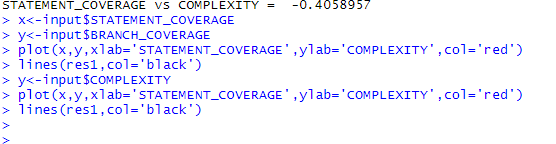 STATEMENT_COVERAGE VS COMPLEXITY =  -0.4058957
> x<-input$STATEMENT_COVERAGE
> y<-input$BRANCH_COVERAGE
> plot(x,y,xlab='STATEMENT_COVERAGE',ylab='COMPLEXITY',col='red')
> lines(res1,col='black')
> y<-input$COMPLEXITY
> plot(x,y,xlab='STATEMENT_COVERAGE',ylab='COMPLEXITY',col='red')
> lines(res1,col='black')
>
>